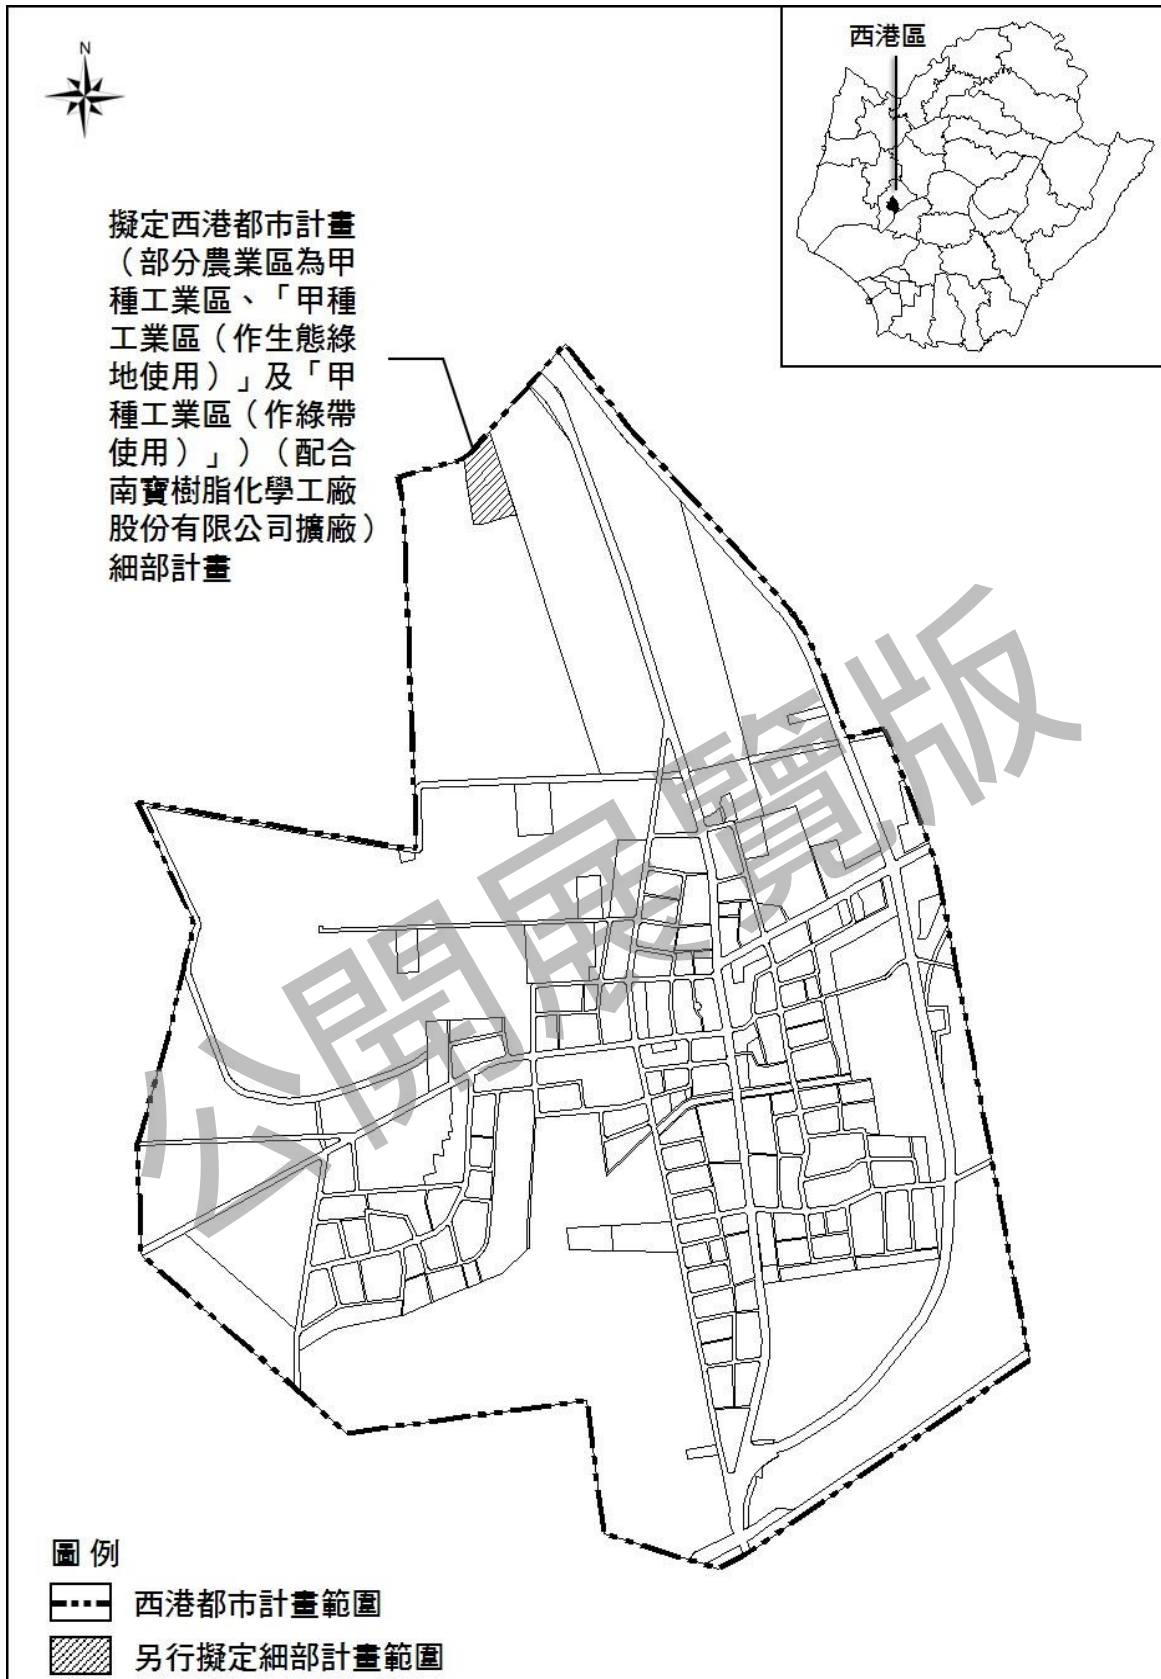 N
西港區
擬定西港都市計畫
（部分農業區為甲
種工業區、「甲種
工業區（作生態綠
地使用）」及「甲
種工業區（作綠帶
使用）」）（配合
南寶樹脂化學工廠
股份有限公司擴廠）
細部計畫
公開展覽版
圖例
西港都市計畫範圍
另行擬定細部計畫範圍